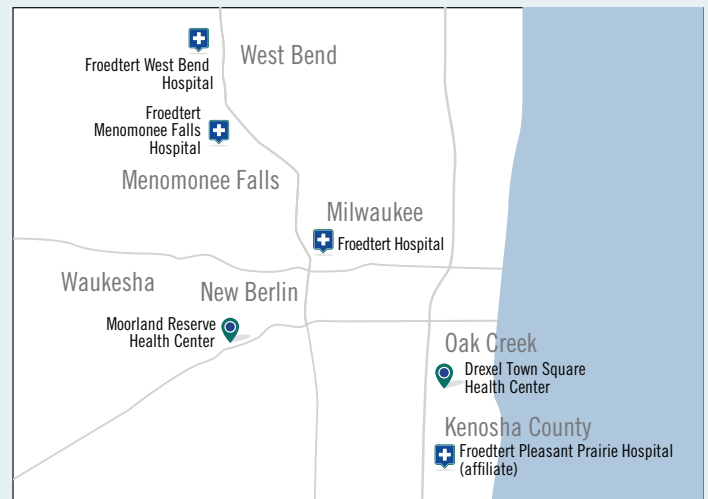 West Bend
Froedtert West Bend
Hospital
Froedtert
Menomonee Falls
Hospital
Menomonee Falls
Milwaukee
Froedtert Hospital
Waukesha
New Berlin
Moorland Reserve
Health Center
Oak Creek
Drexel Town Square
Health Center
Kenosha County
Froedtert Pleasant Prairie Hospital
(affiliate)